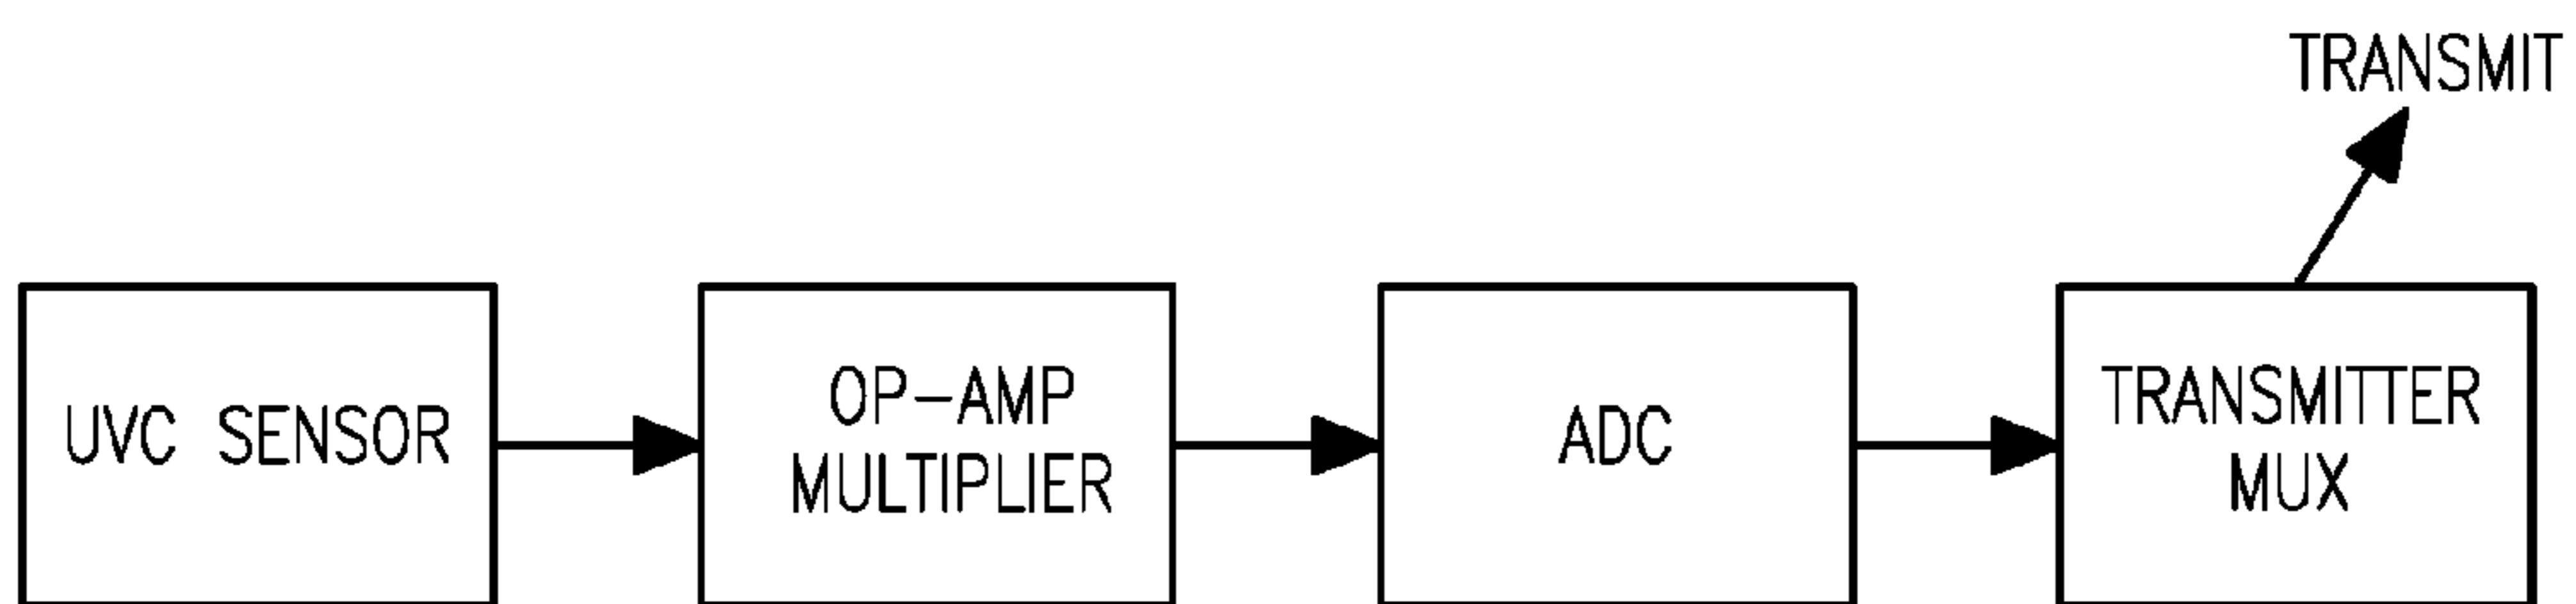 TRANSMIT
UVC SENSOR
OP-AMP
MULTIPLIER
ADC
TRANSMITTER
MUX